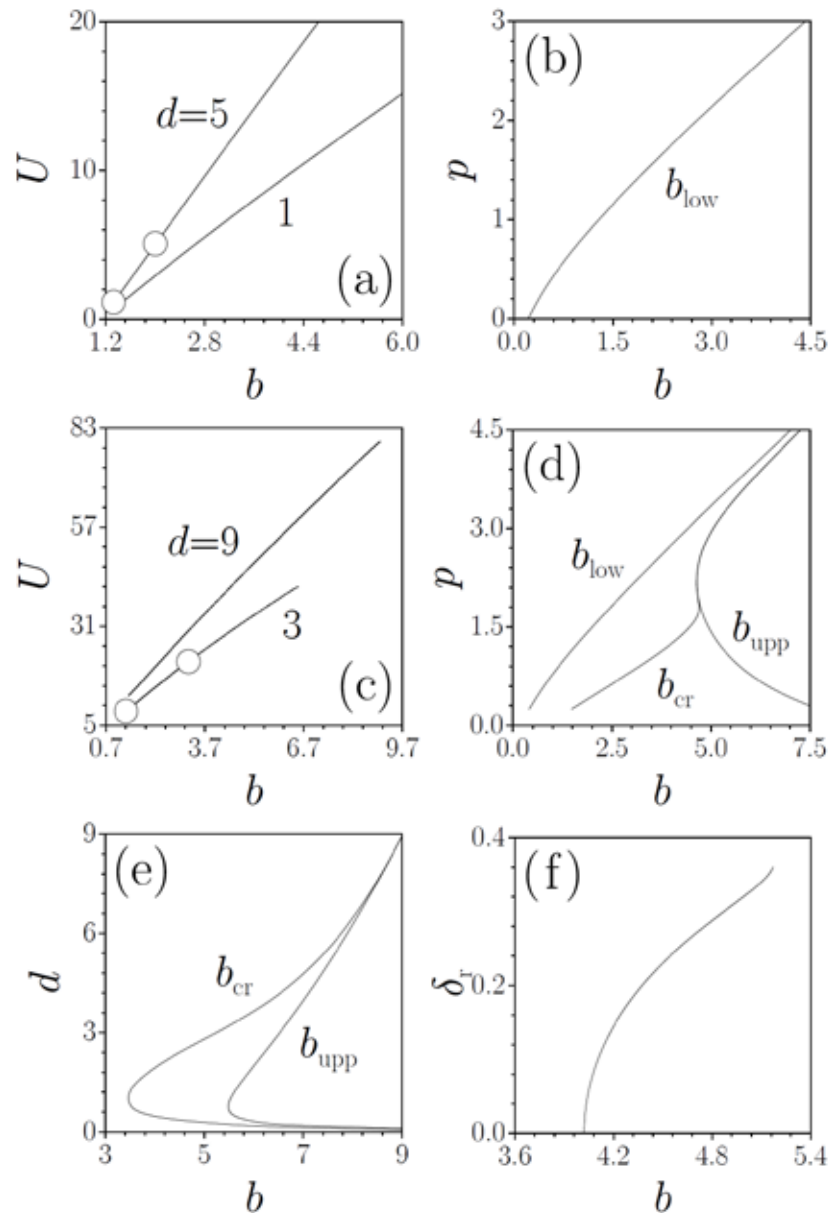 20
10
0
U
d=5
1
(a)
1.2 2.8 4.4 6.0
b
3
2
1
0
p
(b)
b_low
0.0 1.5 3.0 4.5
b
83
57
31
5
U
d=9
3
(c)
0.7 3.7 6.7 9.7
b
4.5
3.0
1.5
0.0
p
(d)
b_low
b_upp
b_cr
0.0 2.5 5.0 7.5
b
9
6
3
0
d
(e)
b_cr
b_upp
3 5 7 9
b
0.4
0.2
0.0
δ_r
(f)
3.6 4.2 4.8 5.4
b